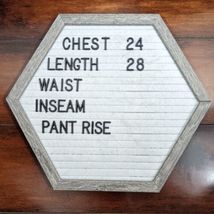 CHEST 24
LENGTH 28
WAIST
INSEAM
PANT RISE